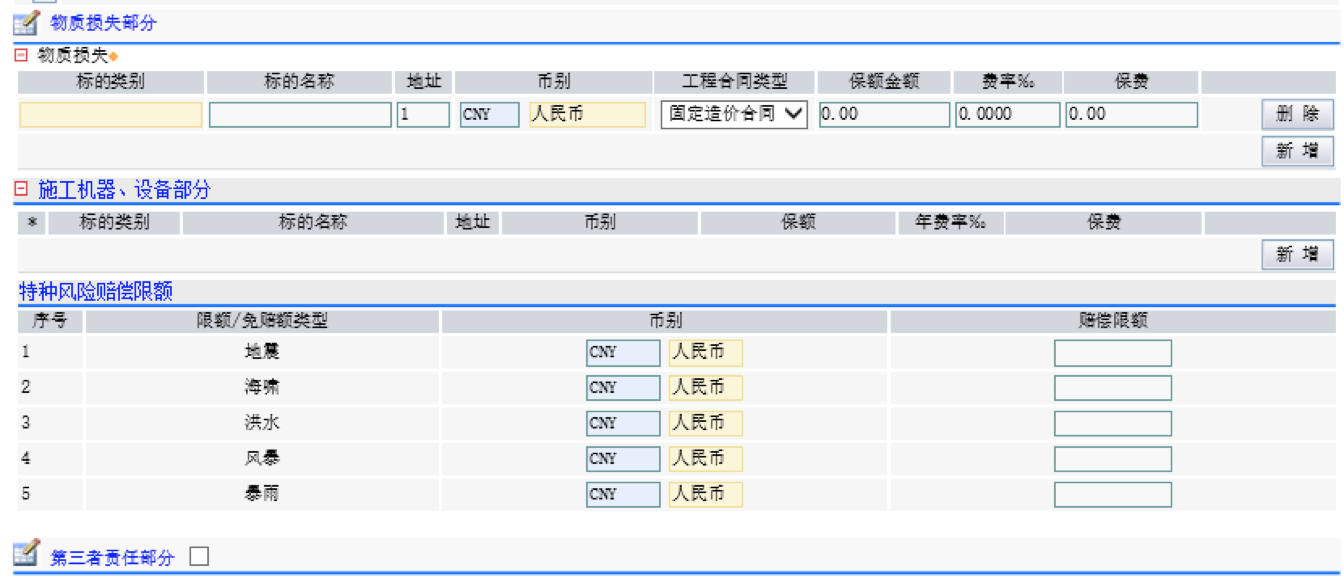 物质损失部分
物质损失
标的类别 标的名称 地址 币别 工程合同类型 保额金额 费率‰ 保费
1 CNY 人民币 固定造价合同 0.00 0.0000 0.00 删 除
新 增
施工机器、设备部分
* 标的类别 标的名称 地址 币别 保额 年费率‰ 保费
新 增
特种风险赔偿限额
序号 限额/免赔额类型 币别 赔偿限额
1 地震 CNY 人民币
2 海啸 CNY 人民币
3 洪水 CNY 人民币
4 风暴 CNY 人民币
5 暴雨 CNY 人民币
第三者责任部分